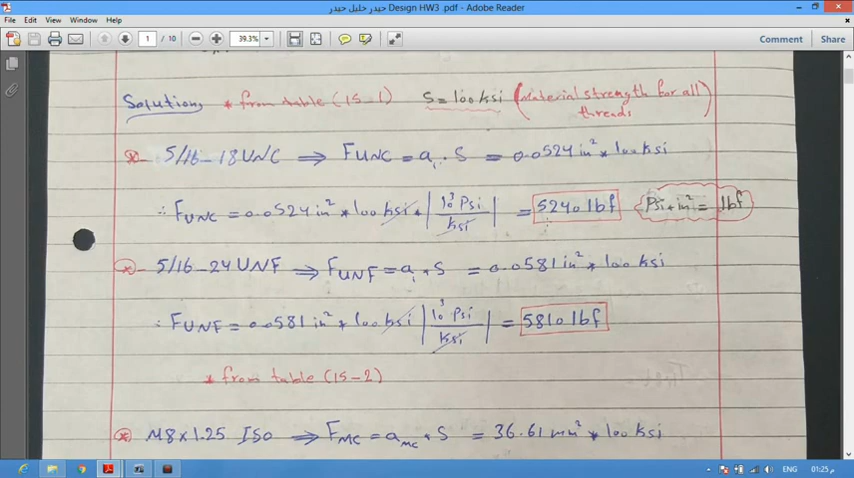 حيدر خليل حيدر Design HW3 .pdf - Adobe Reader
File Edit View Window Help
1 / 10 39.3% Comment Share
Solution: * from table (15-1) S = 100 ksi (Material strength for all threads)
*- 5/16-18 UNC ⇒ FUNC = ai . S = 0.0524 in² * 100 ksi
∴ FUNC = 0.0524 in² * 100 ksi * | 10³ Psi / ksi | = 5240 lbf Psi * in² = lbf
*- 5/16-24 UNF ⇒ FUNF = ai * S = 0.0581 in² * 100 ksi
∴ FUNF = 0.0581 in² * 100 ksi | 10³ Psi / ksi | = 5810 lbf
* from table (15-2)
*- M8x1.25 ISO ⇒ FMC = aMC * S = 36.61 mm² * 100 ksi
ENG 01:25 م